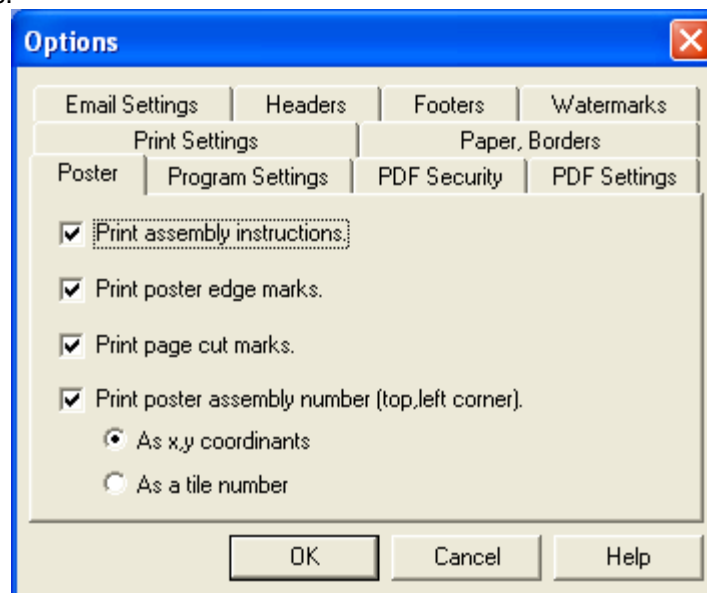 Options
Email Settings Headers Footers Watermarks
Print Settings Paper, Borders
Poster Program Settings PDF Security PDF Settings
Print assembly instructions.
Print poster edge marks.
Print page cut marks.
Print poster assembly number (top,left corner).
As x,y coordinants
As a tile number
OK Cancel Help